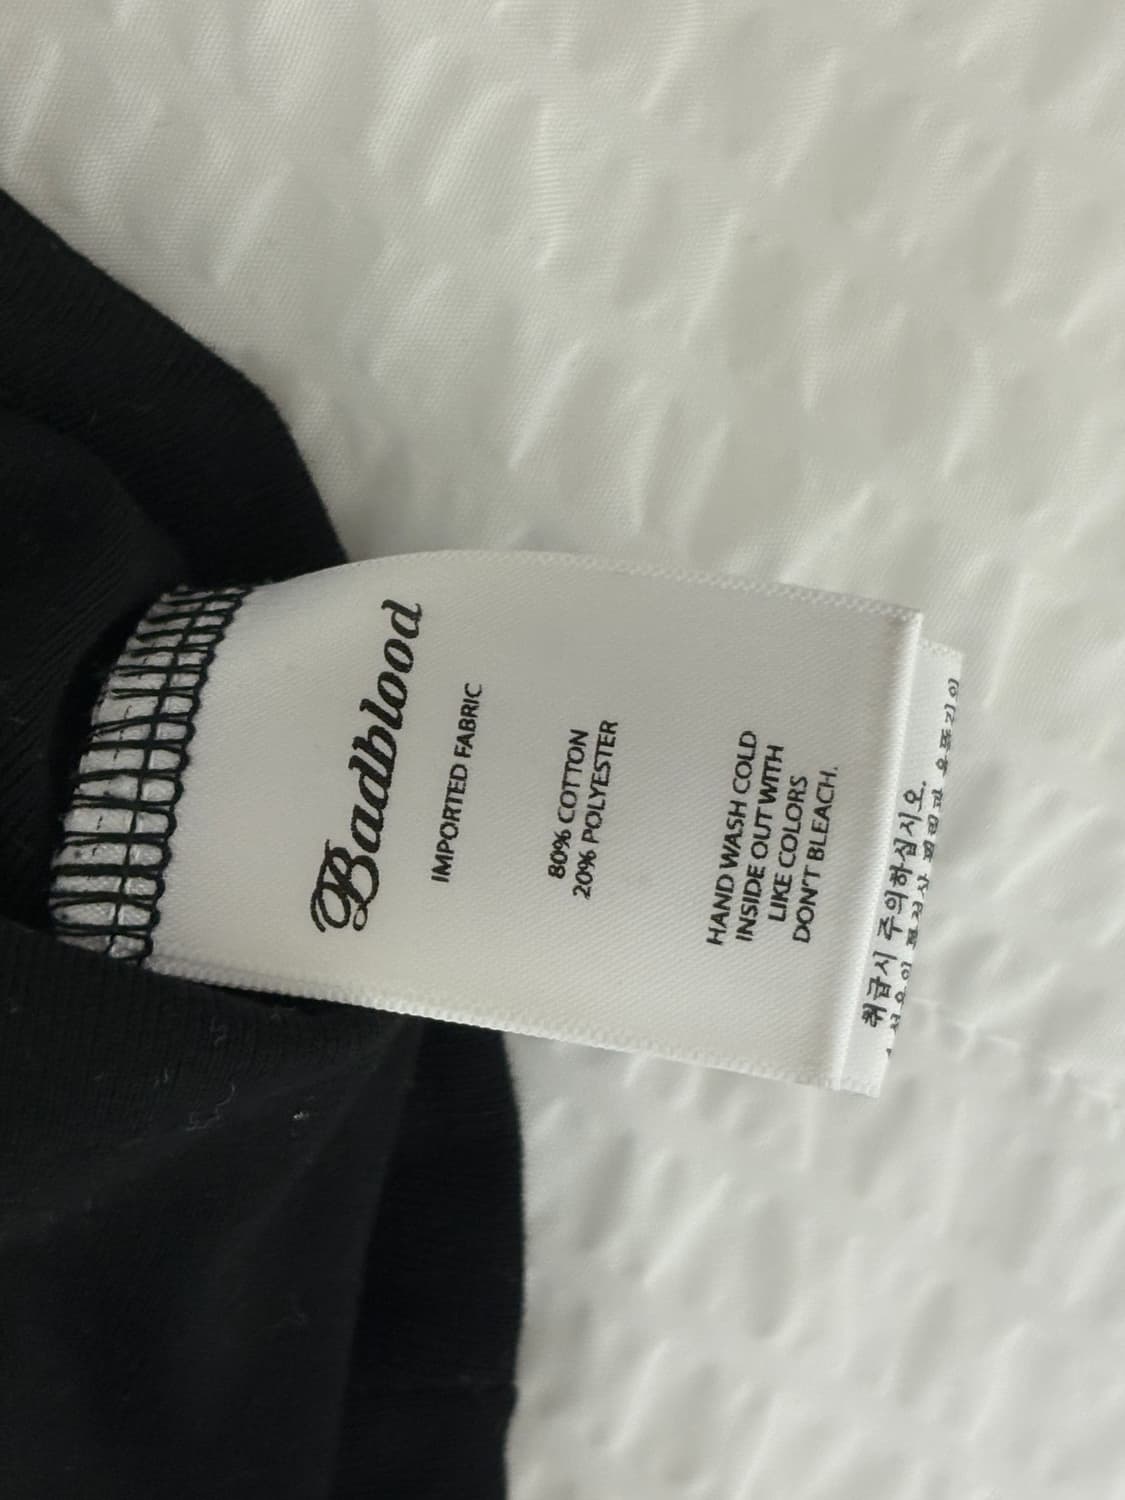 Badblood
IMPORTED FABRIC
80% COTTON
20% POLYESTER
HAND WASH COLD
INSIDE OUT WITH
LIKE COLORS
DON'T BLEACH.
취급시 주의하십시오.